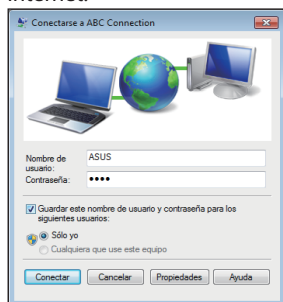 Internet.
Conectarse a ABC Connection
Nombre de
usuario:
ASUS
Contraseña:
••••
Guardar este nombre de usuario y contraseña para los
siguientes usuarios:
Sólo yo
Cualquiera que use este equipo
Conectar Cancelar Propiedades Ayuda